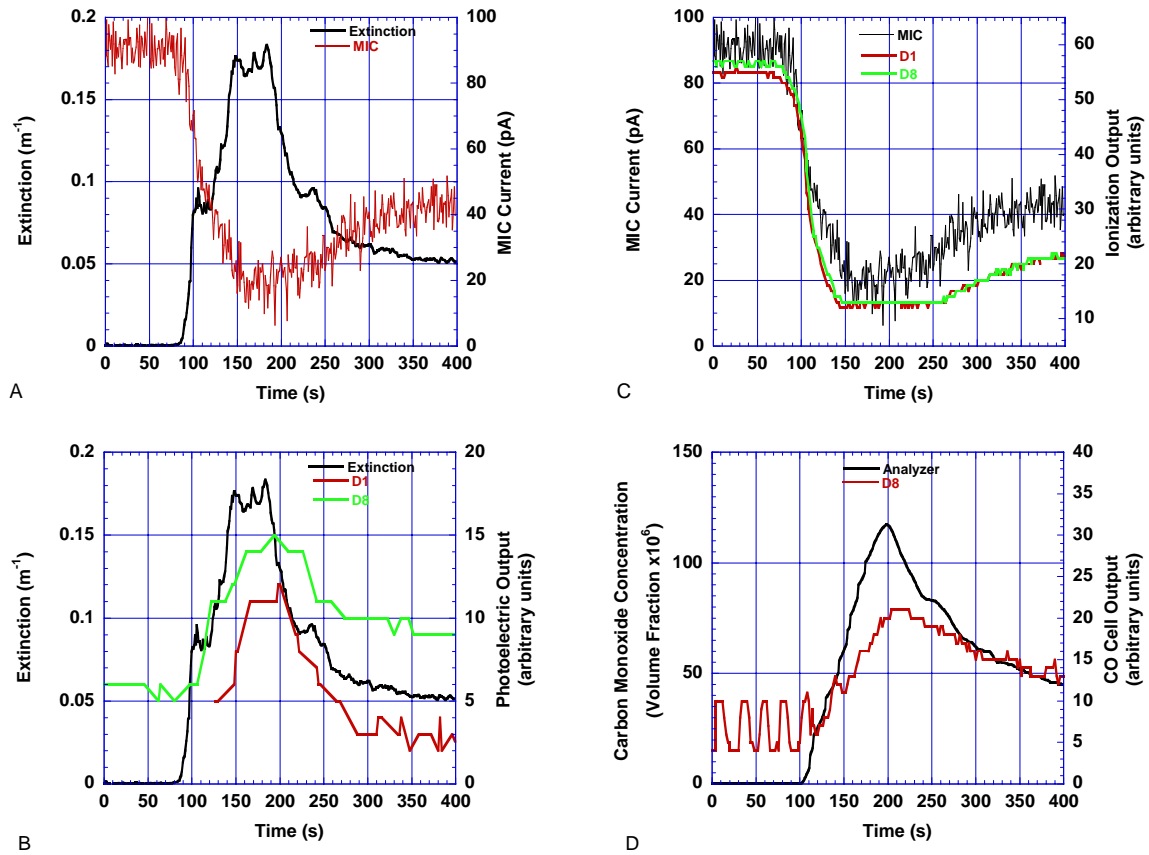 0.2
0.15
0.1
0.05
0
Extinction (m-1)
100
80
60
40
20
0
MIC Current (pA)
Extinction
MIC
0 50 100 150 200 250 300 350 400
Time (s)
A
100
80
60
40
20
0
MIC Current (pA)
60
50
40
30
20
10
Ionization Output
(arbitrary units)
MIC
D1
D8
0 50 100 150 200 250 300 350 400
Time (s)
C
0.2
0.15
0.1
0.05
0
Extinction (m-1)
20
15
10
5
0
Photoelectric Output
(arbitrary units)
Extinction
D1
D8
0 50 100 150 200 250 300 350 400
Time (s)
B
150
100
50
0
Carbon Monoxide Concentration
(Volume Fraction x106)
40
35
30
25
20
15
10
5
0
CO Cell Output
(arbitrary units)
Analyzer
D8
0 50 100 150 200 250 300 350 400
Time (s)
D